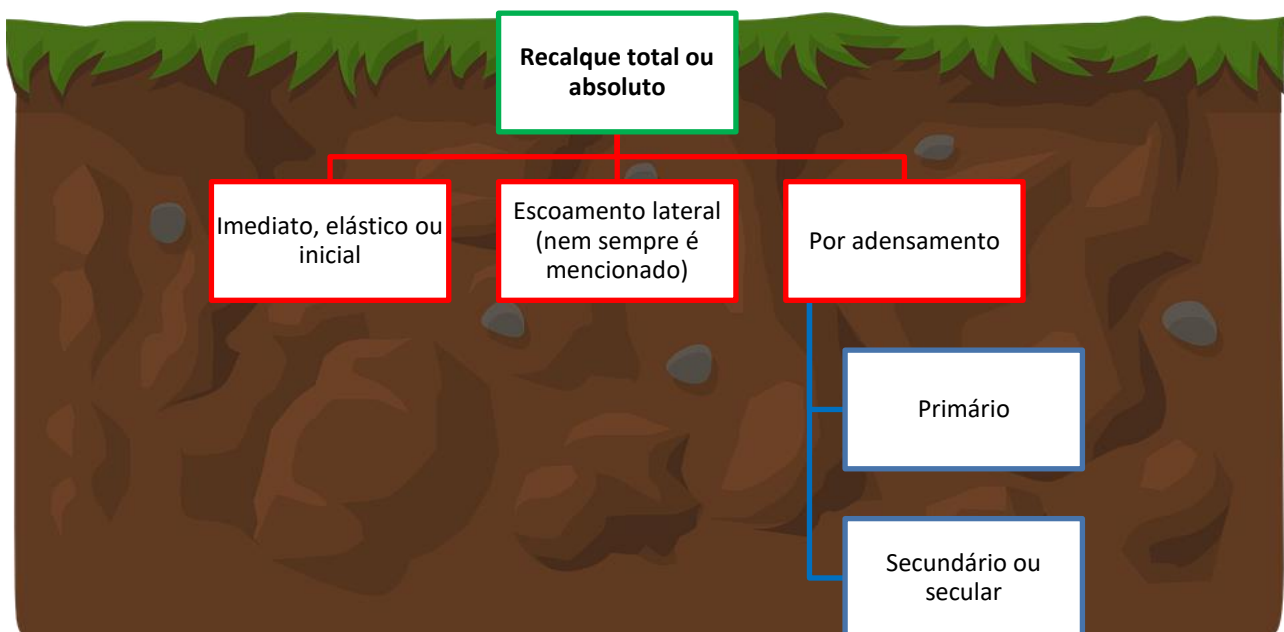 Recalque total ou
absoluto
Imediato, elástico ou
inicial
Escoamento lateral
(nem sempre é
mencionado)
Por adensamento
Primário
Secundário ou
secular